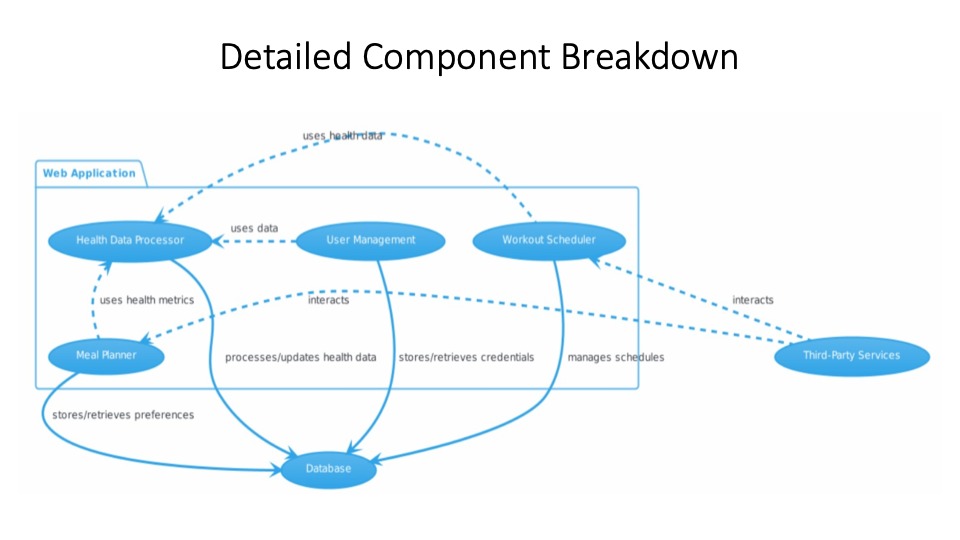 Detailed Component Breakdown
uses health data
Web Application
uses data
Health Data Processor
User Management
Workout Scheduler
uses health metrics
interacts
interacts
Meal Planner
processes/updates health data
stores/retrieves credentials
manages schedules
Third-Party Services
stores/retrieves preferences
Database